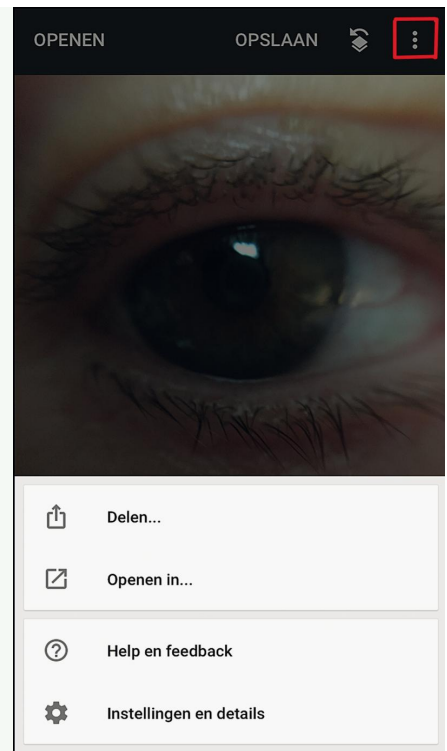 OPENEN OPSLAAN
Delen...
Openen in...
Help en feedback
Instellingen en details